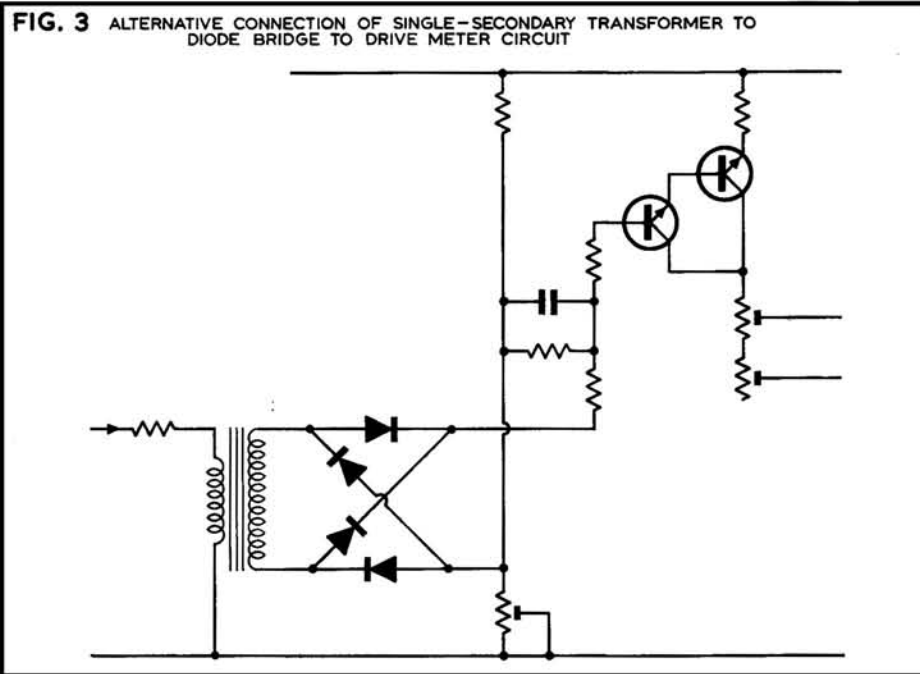 FIG. 3 ALTERNATIVE CONNECTION OF SINGLE-SECONDARY TRANSFORMER TO
DIODE BRIDGE TO DRIVE METER CIRCUIT